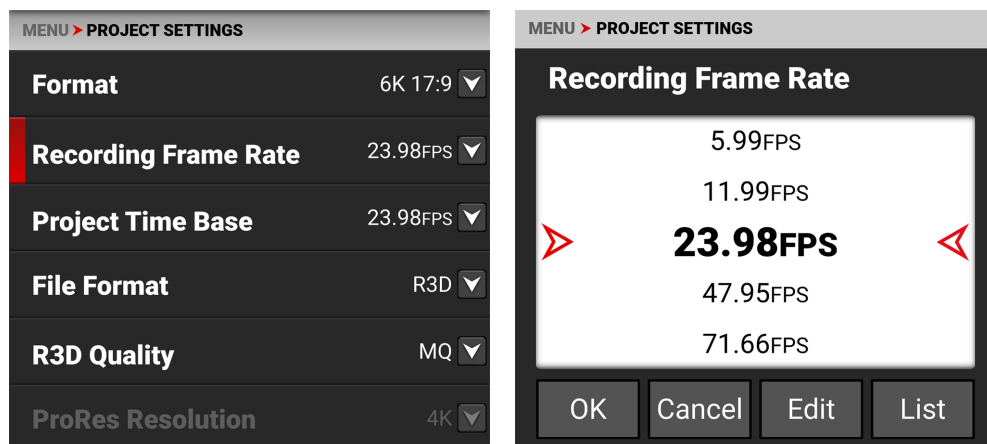 MENU PROJECT SETTINGS
Format 6K 17:9
Recording Frame Rate 23.98FPS
Project Time Base 23.98FPS
File Format R3D
R3D Quality MQ
ProRes Resolution 4K
MENU PROJECT SETTINGS
Recording Frame Rate
5.99FPS
11.99FPS
23.98FPS
47.95FPS
71.66FPS
OK Cancel Edit List